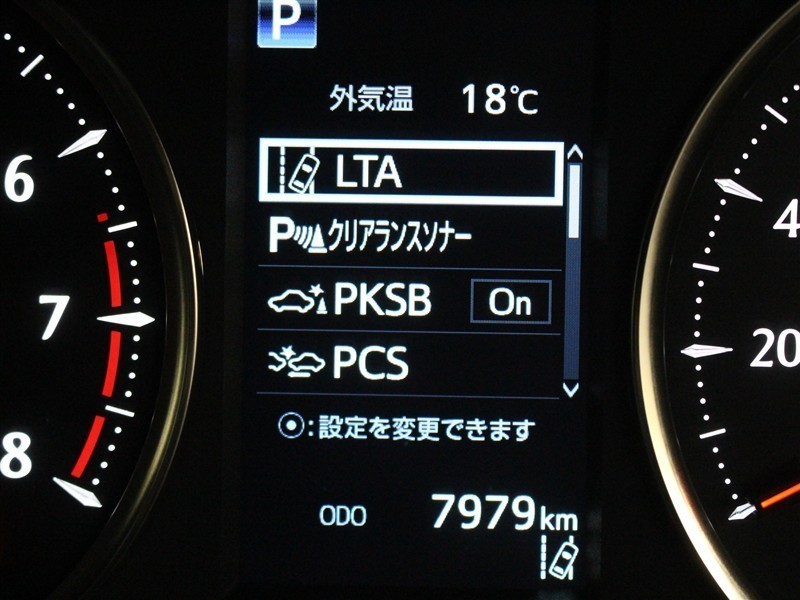 P
外気温 18℃
6
LTA
4
Pクリアランスソナー
7
PKSB On
20
PCS
8
:設定を変更できます
ODO 7979km